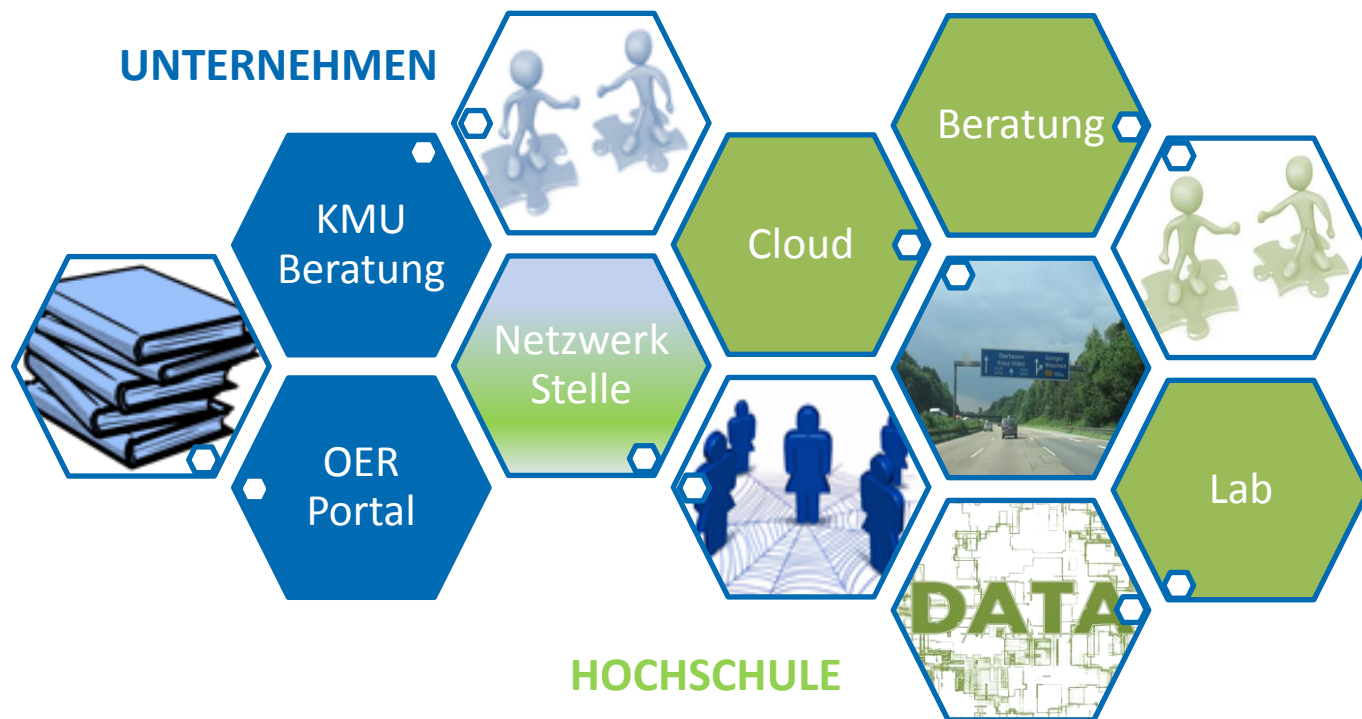 UNTERNEHMEN
Beratung
KMU
Beratung
Cloud
Netzwerk
Stelle
OER
Portal
Lab
DATA
HOCHSCHULE